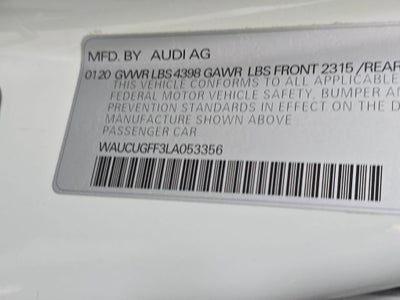 MFD. BY AUDI AG
0120 GVWR LBS 4398 GAWR LBS FRONT 2315 / REAR
THIS VEHICLE CONFORMS TO ALL APPLICABLE
FEDERAL MOTOR VEHICLE SAFETY, BUMPER AN
PREVENTION STANDARDS IN EFFECT ON THE D
MANUFACTURE SHOWN ABOVE
PASSENGER CAR
WAUCUGFF3LA053356